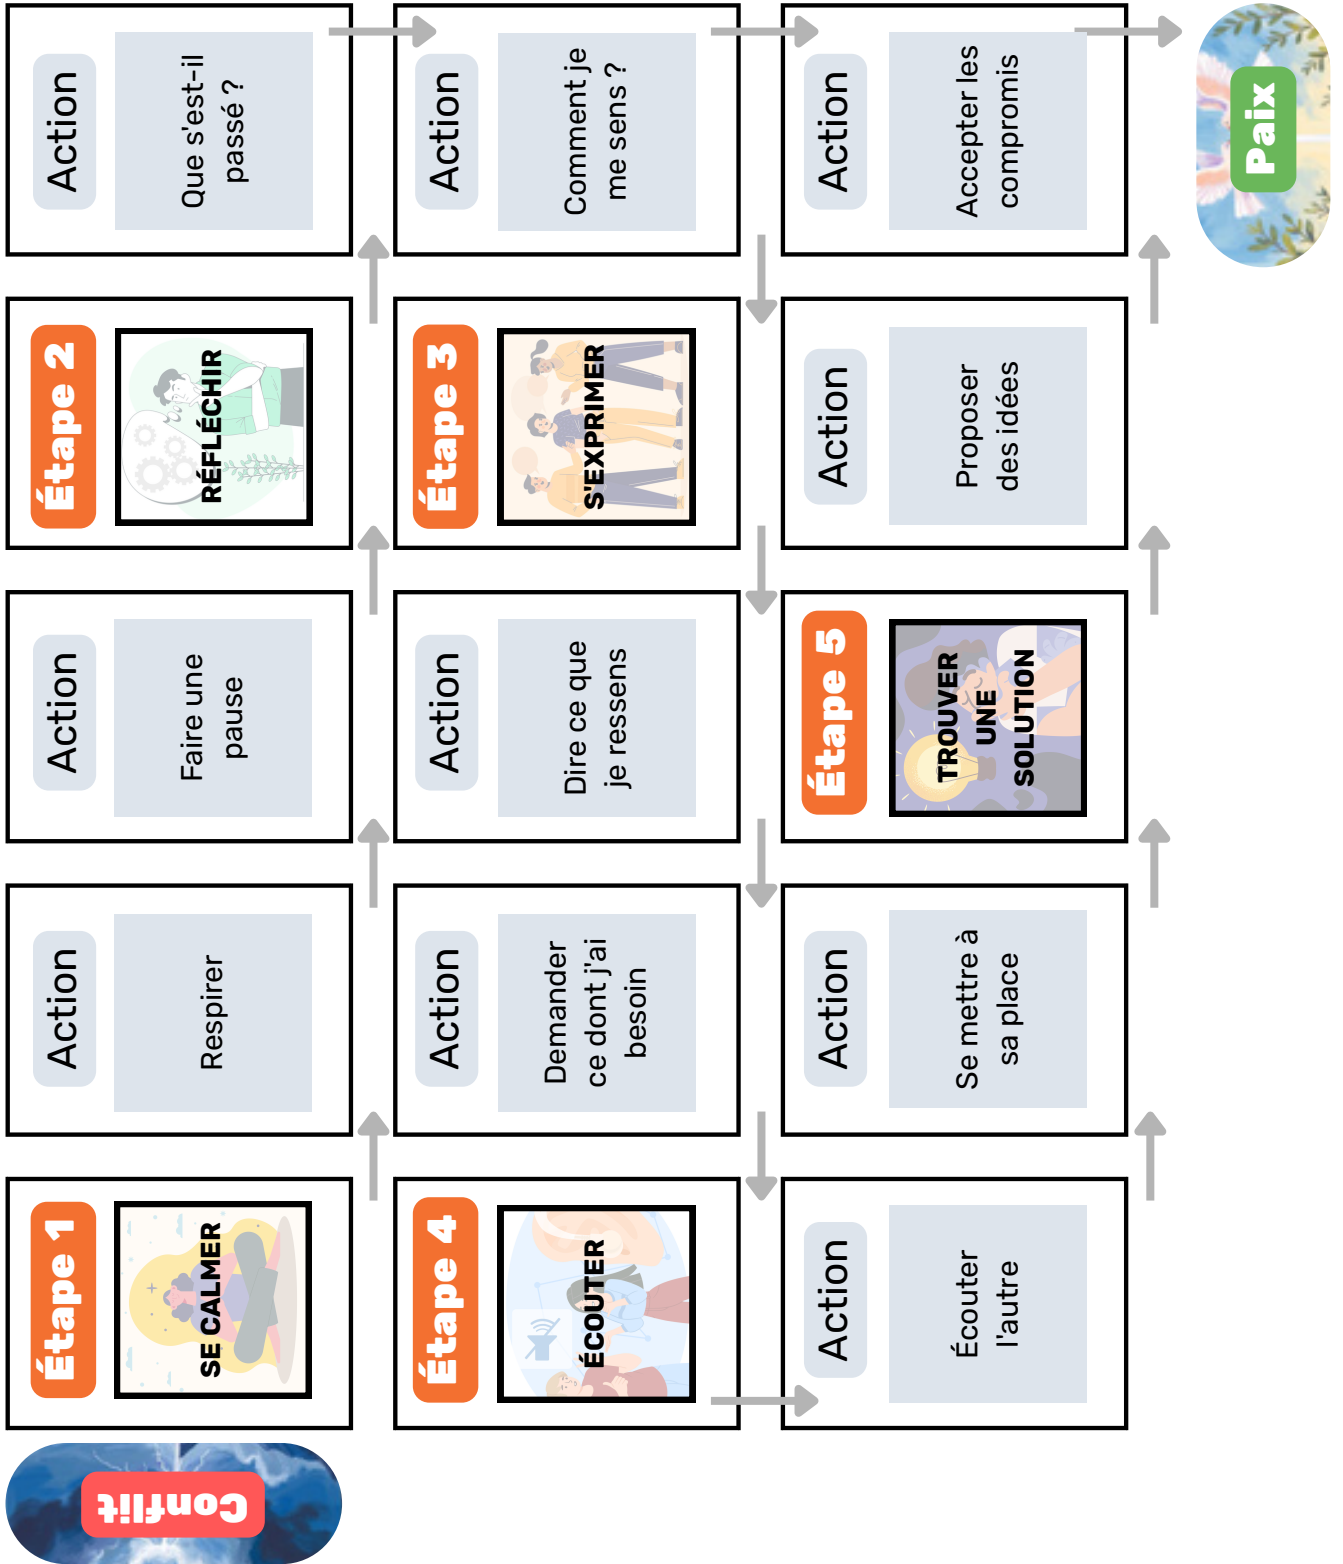 Conflit
Étape 1
SE CALMER
Action
Respirer
Action
Faire une
pause
Étape 2
RÉFLÉCHIR
Action
Que s'est-il
passé ?
Action
Comment je
me sens ?
Étape 3
S'EXPRIMER
Action
Dire ce que
je ressens
Action
Demander
ce dont j'ai
besoin
Étape 4
ÉCOUTER
Action
Écouter
l'autre
Action
Se mettre à
sa place
Étape 5
TROUVER
UNE
SOLUTION
Action
Proposer
des idées
Action
Accepter les
compromis
Paix